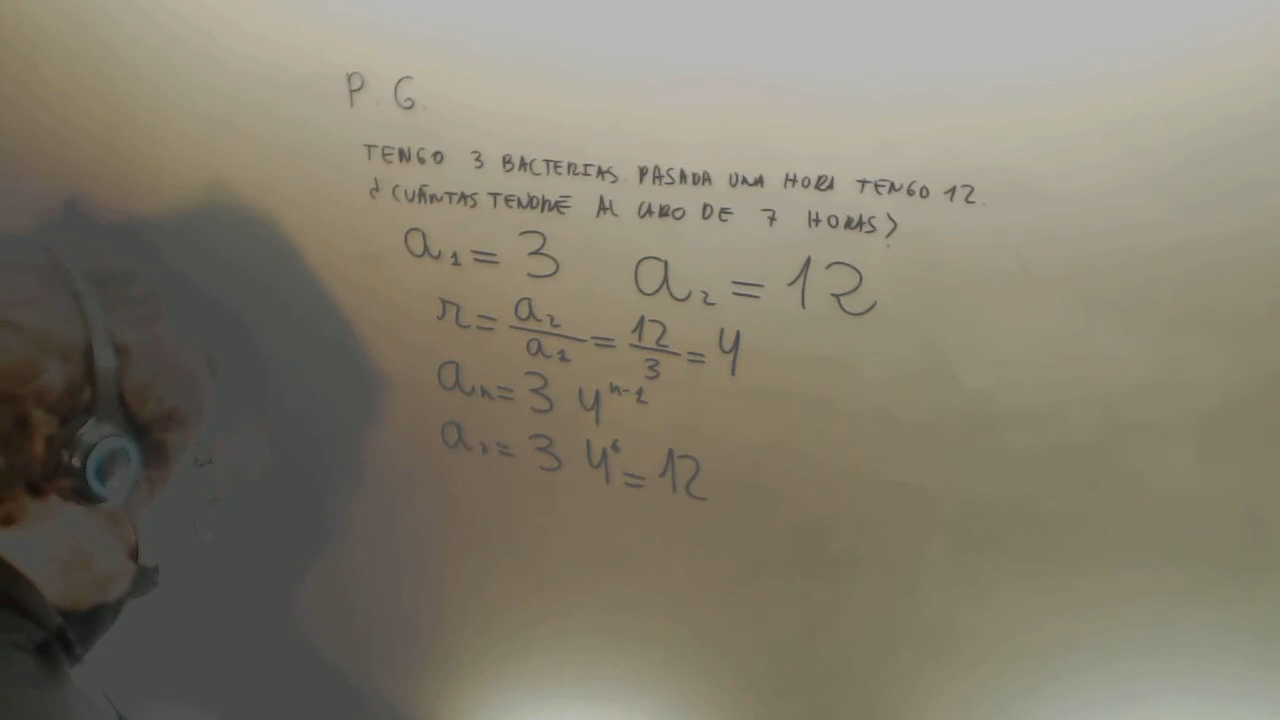 P. G.
TENGO 3 BACTERIAS. PASADA UNA HORA TENGO 12.
¿CUÁNTAS TENDRÉ AL CABO DE 7 HORAS?
a₁ = 3 a₂ = 12
r = a₂/a₁ = 12/3 = 4
aₙ = 3 4ⁿ⁻¹
a₇ = 3 4⁶ = 12